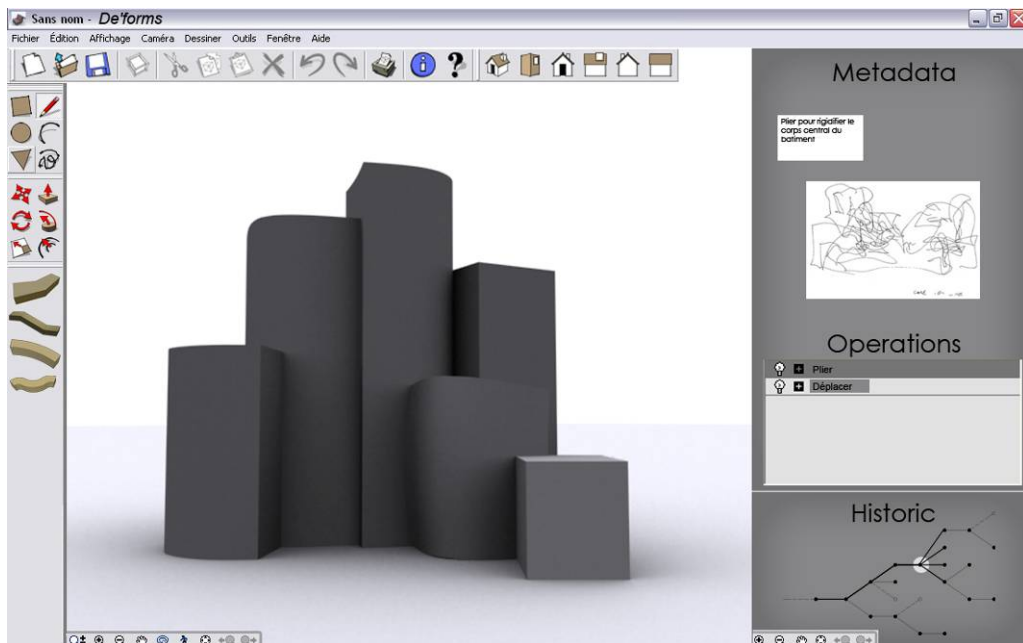 Sans nom - De'forms
Fichier Édition Affichage Caméra Dessiner Outils Fenêtre Aide
Metadata
Plier pour rigidifier le
corps central du
batiment
Operations
Plier
Déplacer
Historic